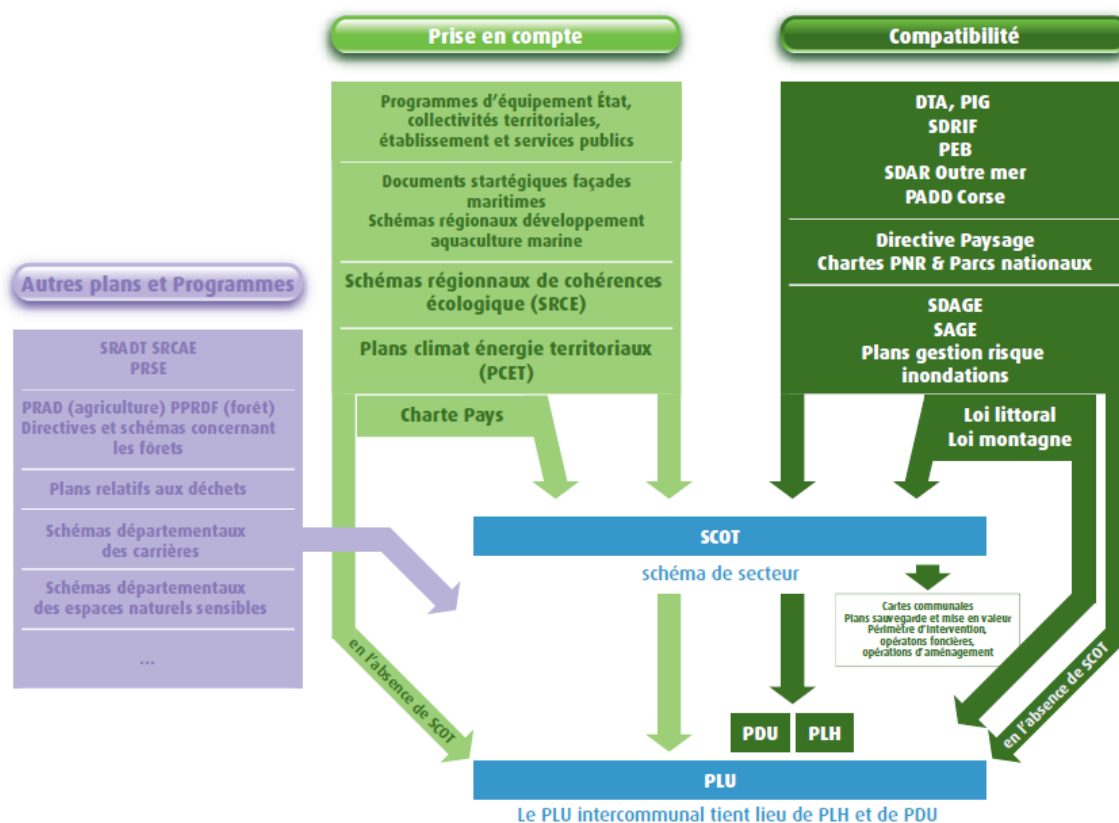 Prise en compte
Programmes d'équipement État,
collectivités territoriales,
établissement et services publics
Documents startégiques façades
maritimes
Schémas régionaux développement
aquaculture marine
Schémas régionnaux de cohérences
écologique (SRCE)
Plans climat énergie territoriaux
(PCET)
Charte Pays
Compatibilité
DTA, PIG
SDRIF
PEB
SDAR Outre mer
PADD Corse
Directive Paysage
Chartes PNR & Parcs nationaux
SDAGE
SAGE
Plans gestion risque
inondations
Loi littoral
Loi montagne
Autres plans et Programmes
SRADT SRCAE
PRSE
PRAD (agriculture) PPRDF (forêt)
Directives et schémas concernant
les fôrets
Plans relatifs aux déchets
Schémas départementaux
des carrières
Schémas départementaux
des espaces naturels sensibles
...
SCOT
schéma de secteur
Cartes communales
Plans sauvegarde et mise en valeur
Périmètre d'intervention,
opératons foncières,
opérations d'aménagement
en l'absence de SCOT
en l'absence de SCOT
PDU
PLH
PLU
Le PLU intercommunal tient lieu de PLH et de PDU